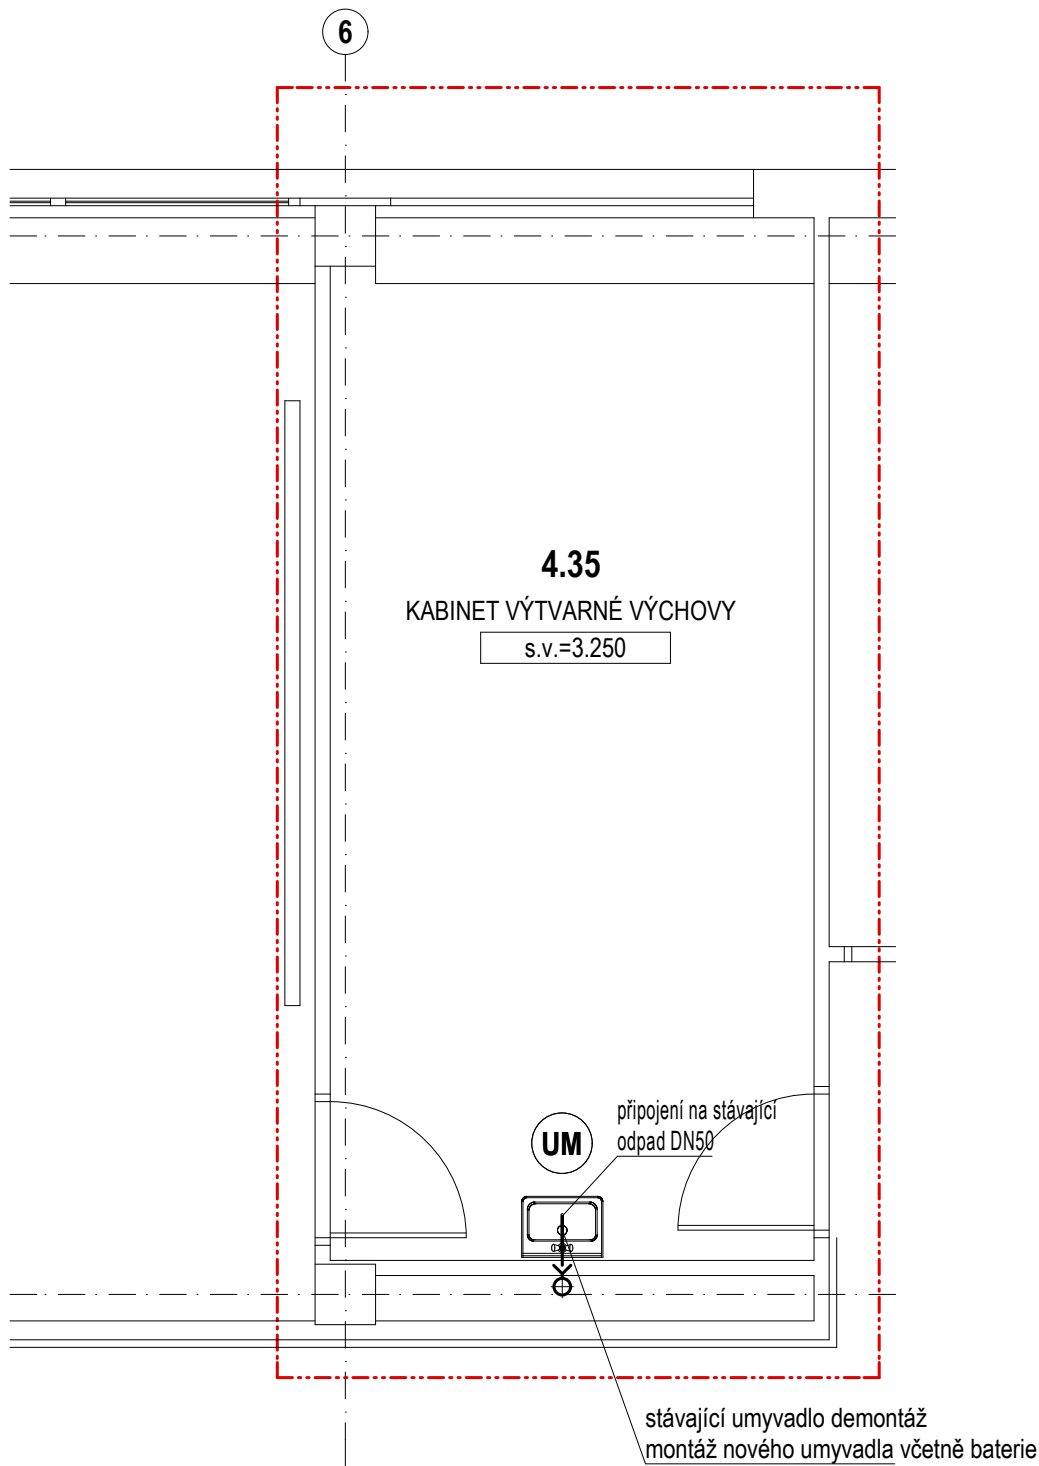 6
4.35
KABINET VÝTVARNÉ VÝCHOVY
s.v.=3.250
připojení na stávající
odpad DN50
UM
stávající umyvadlo demontáž
montáž nového umyvadla včetně baterie